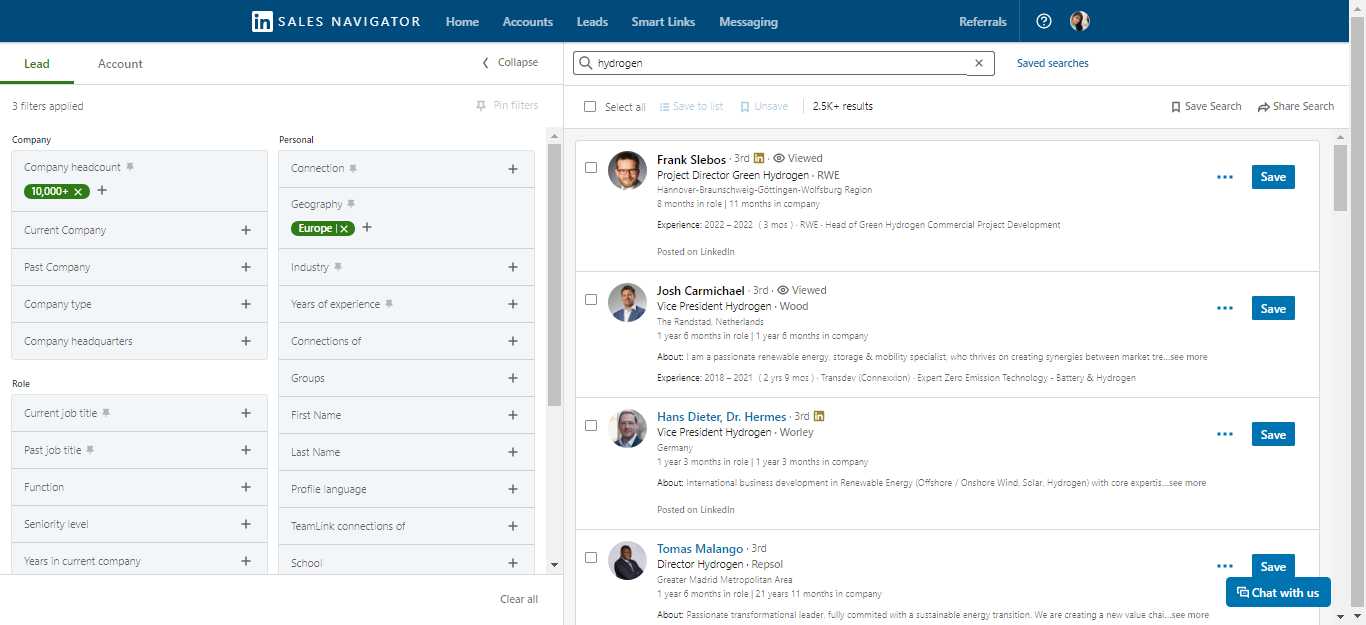 in SALES NAVIGATOR Home Accounts Leads Smart Links Messaging Referrals
Lead Account Collapse
3 filters applied Pin filters
Company
Company headcount
10,000+
Current Company
Past Company
Company type
Company headquarters
Role
Current job title
Past job title
Function
Seniority level
Years in current company
Personal
Connection
Geography
Europe
Industry
Years of experience
Connections of
Groups
First Name
Last Name
Profile language
TeamLink connections of
School
Clear all
hydrogen Saved searches
Select all Save to list Unsave 2.5K+ results Save Search Share Search
Frank Slebos · 3rd in · Viewed
Project Director Green Hydrogen · RWE
Save
Hannover-Braunschweig-Göttingen-Wolfsburg Region
8 months in role | 11 months in company
Experience: 2022 – 2022 ( 3 mos ) · RWE · Head of Green Hydrogen Commercial Project Development
Posted on LinkedIn
Josh Carmichael · 3rd · Viewed
Vice President Hydrogen · Wood
Save
The Randstad, Netherlands
1 year 6 months in role | 1 year 6 months in company
About: I am a passionate renewable energy, storage & mobility specialist; who thrives on creating synergies between market tre...see more
Experience: 2018 – 2021 ( 2 yrs 9 mos ) · Transdev (Connexxion) · Expert Zero Emission Technology - Battery & Hydrogen
Hans Dieter, Dr. Hermes · 3rd in
Vice President Hydrogen · Worley
Save
Germany
1 year 3 months in role | 1 year 3 months in company
About: International business development in Renewable Energy (Offshore / Onshore Wind, Solar, Hydrogen) with core expertis...see more
Posted on LinkedIn
Tomas Malango · 3rd
Director Hydrogen · Repsol
Save
Greater Madrid Metropolitan Area
1 year 6 months in role | 21 years 11 months in company
About: Passionate transformational leader, fully commited with a sustainable energy transition. We are creating a new value chai...see more
Chat with us